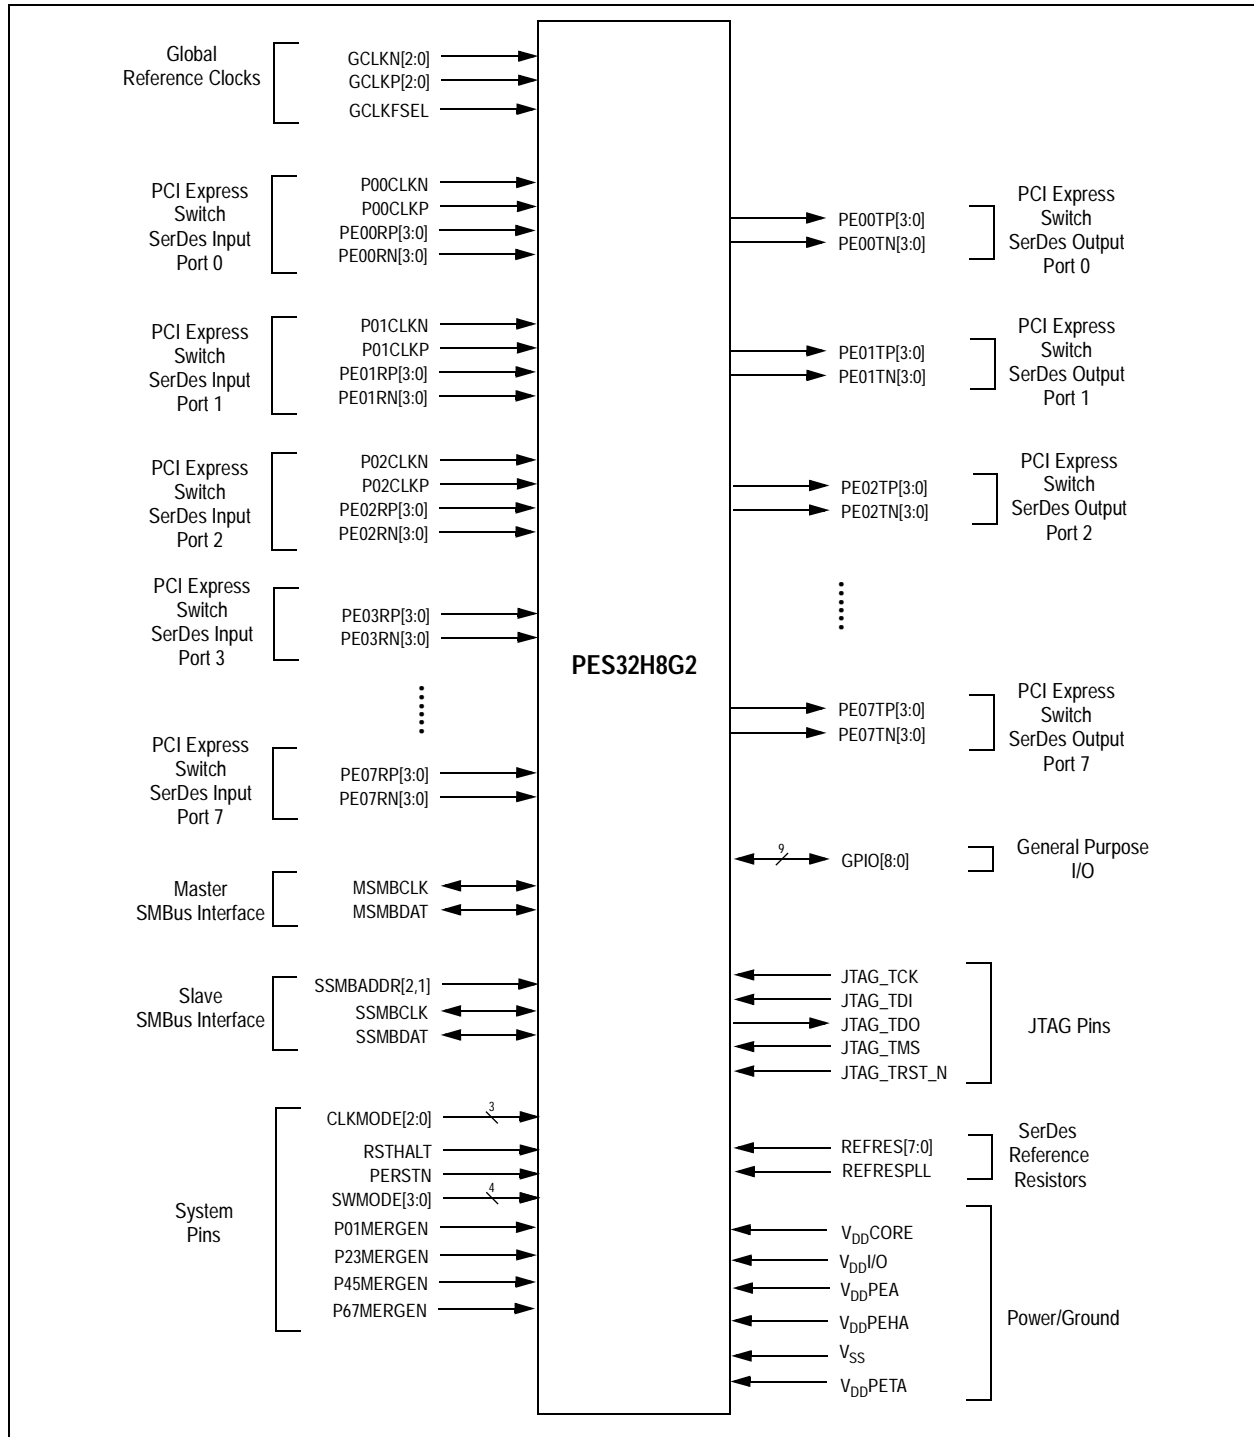 Global
Reference Clocks
GCLKN[2:0]
GCLKP[2:0]
GCLKFSEL
PCI Express
Switch
SerDes Input
Port 0
P00CLKN
P00CLKP
PE00RP[3:0]
PE00RN[3:0]
PCI Express
Switch
SerDes Input
Port 1
P01CLKN
P01CLKP
PE01RP[3:0]
PE01RN[3:0]
PCI Express
Switch
SerDes Input
Port 2
P02CLKN
P02CLKP
PE02RP[3:0]
PE02RN[3:0]
PCI Express
Switch
SerDes Input
Port 3
PE03RP[3:0]
PE03RN[3:0]
PCI Express
Switch
SerDes Input
Port 7
PE07RP[3:0]
PE07RN[3:0]
Master
SMBus Interface
MSMBCLK
MSMBDAT
Slave
SMBus Interface
SSMBADDR[2,1]
SSMBCLK
SSMBDAT
System
Pins
CLKMODE[2:0]
3
RSTHALT
PERSTN
SWMODE[3:0]
4
P01MERGEN
P23MERGEN
P45MERGEN
P67MERGEN
PES32H8G2
PE00TP[3:0]
PE00TN[3:0]
PCI Express
Switch
SerDes Output
Port 0
PE01TP[3:0]
PE01TN[3:0]
PCI Express
Switch
SerDes Output
Port 1
PE02TP[3:0]
PE02TN[3:0]
PCI Express
Switch
SerDes Output
Port 2
PE07TP[3:0]
PE07TN[3:0]
PCI Express
Switch
SerDes Output
Port 7
9
GPIO[8:0]
General Purpose
I/O
JTAG_TCK
JTAG_TDI
JTAG_TDO
JTAG_TMS
JTAG_TRST_N
JTAG Pins
REFRES[7:0]
REFRESPLL
SerDes
Reference
Resistors
VDDCORE
VDDI/O
VDDPEA
VDDPEHA
VSS
VDDPETA
Power/Ground